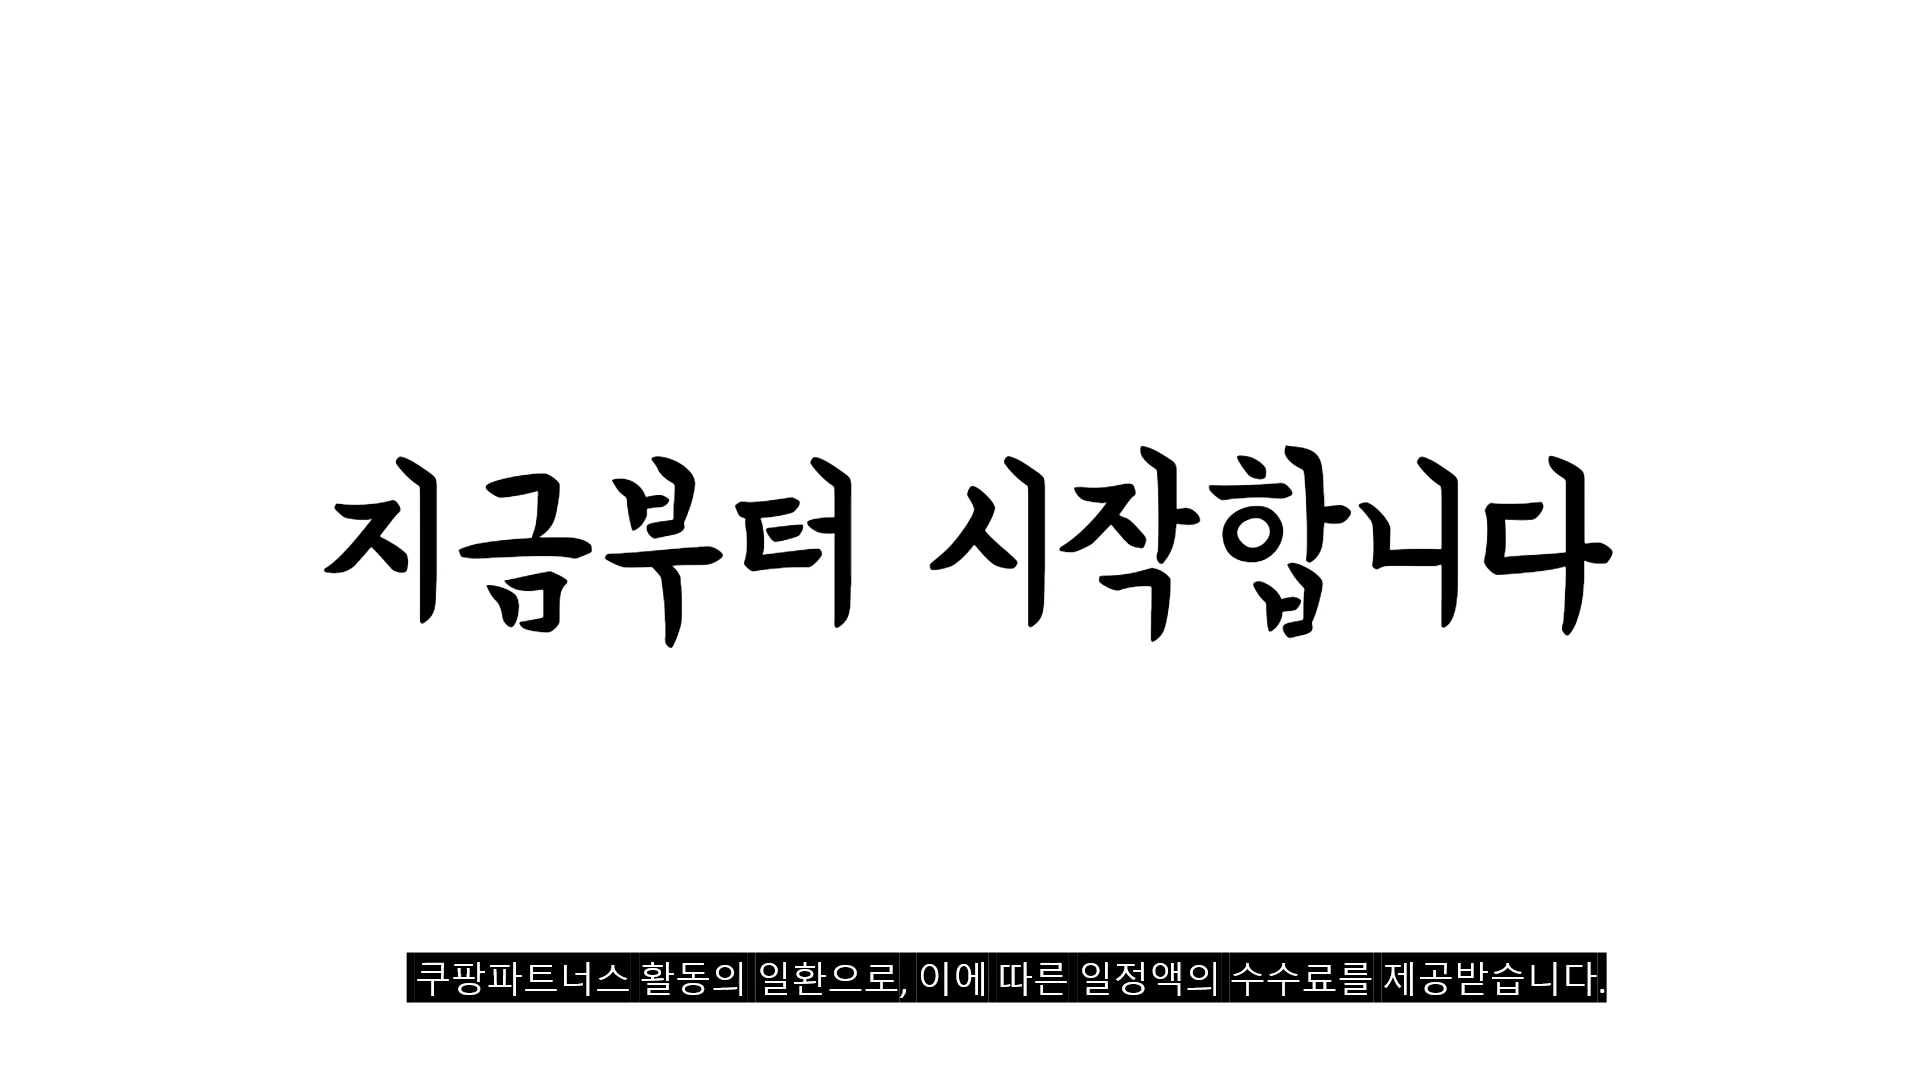 지금부터 시작합니다
쿠팡파트너스 활동의 일환으로, 이에 따른 일정액의 수수료를 제공받습니다.